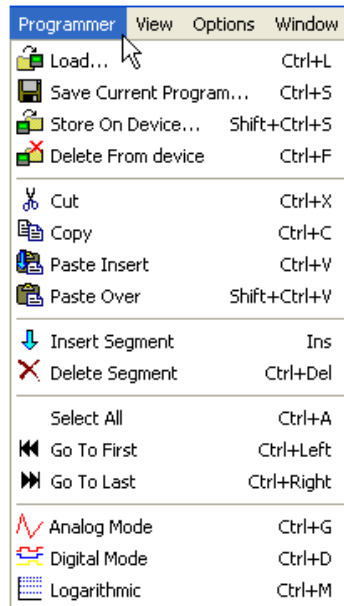 Programmer View Options Window
Load... Ctrl+L
Save Current Program... Ctrl+S
Store On Device... Shift+Ctrl+S
Delete From device Ctrl+F
Cut Ctrl+X
Copy Ctrl+C
Paste Insert Ctrl+V
Paste Over Shift+Ctrl+V
Insert Segment Ins
Delete Segment Ctrl+Del
Select All Ctrl+A
Go To First Ctrl+Left
Go To Last Ctrl+Right
Analog Mode Ctrl+G
Digital Mode Ctrl+D
Logarithmic Ctrl+M